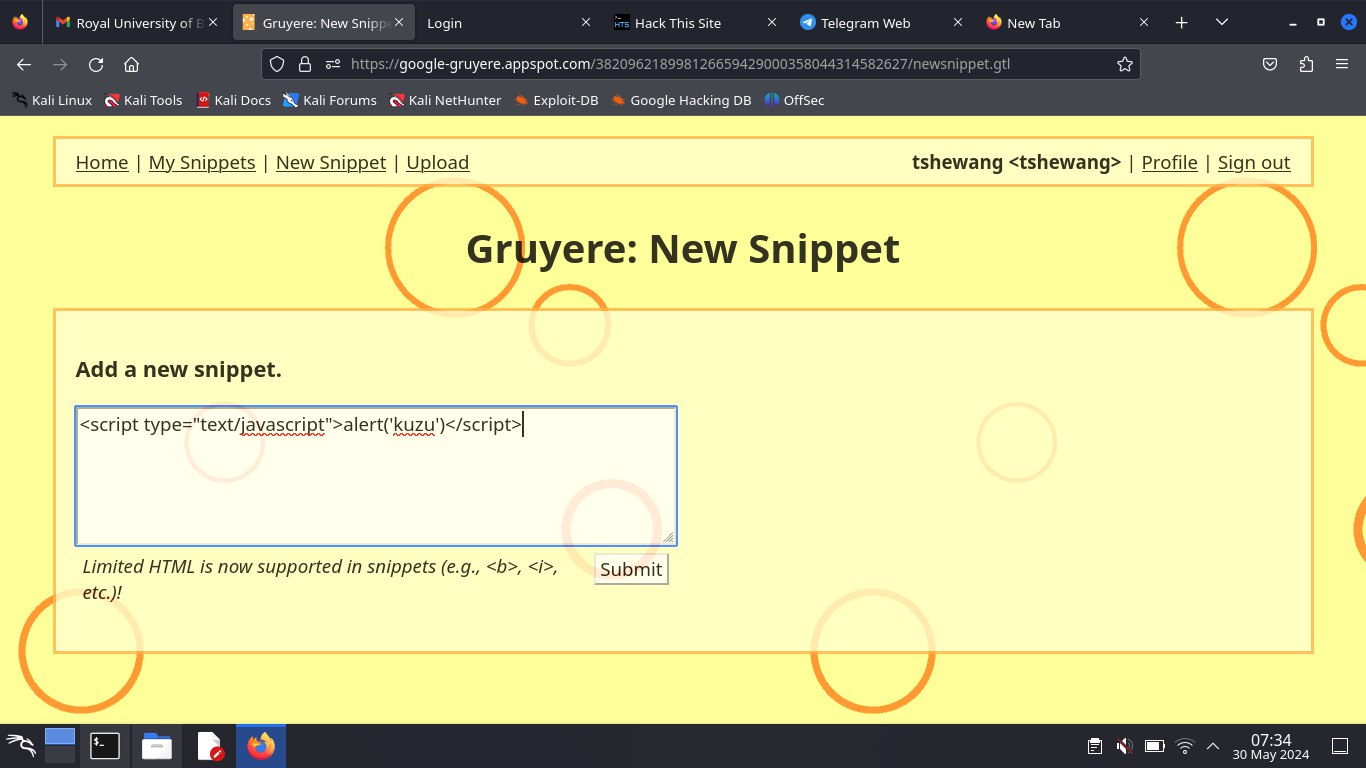 Royal University of B
Gruyere: New Snipp
Login
Hack This Site
Telegram Web
New Tab
https://google-gruyere.appspot.com/382096218998126659429000358044314582627/newsnippet.gtl
Kali Linux Kali Tools Kali Docs Kali Forums Kali NetHunter Exploit-DB Google Hacking DB OffSec
Home | My Snippets | New Snippet | Upload
tshewang <tshewang> | Profile | Sign out
Gruyere: New Snippet
Add a new snippet.
<script type="text/javascript">alert('kuzu')</script>
Limited HTML is now supported in snippets (e.g., <b>, <i>,
etc.)!
Submit
07:34
30 May 2024